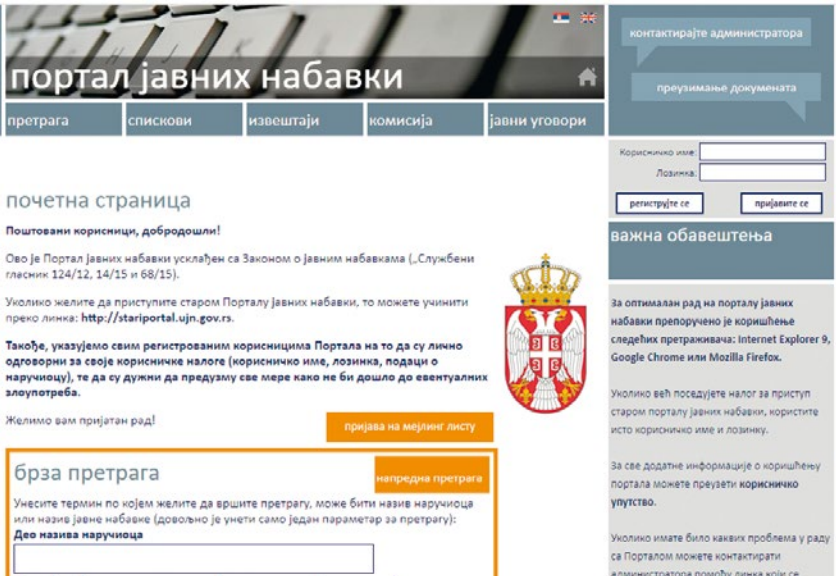 портал јавних набавки
претрага
спискови
извештаји
комисија
јавни уговори
почетна страница
Поштовани корисници, добродошли!
Ово је Портал јавних набавки усклађен са Законом о јавним набавкама („Службени
гласник 124/12, 14/15 и 68/15).
Уколико желите да приступите старом Порталу јавних набавки, то можете учинити
преко линка: http://stariportal.ujn.gov.rs.
Такође, указујемо свим регистрованим корисницима Портала на то да су лично
одговорни за своје корисничке налоге (корисничко име, лозинка, подаци о
наручиоцу), те да су дужни да предузму све мере како не би дошло до евентуалних
злоупотреба.
Желимо вам пријатан рад!
пријава на мејлинг листу
брза претрага
напредна претрага
Унесите термин по којем желите да вршите претрагу, може бити назив наручиоца
или назив јавне набавке (довољно је унети само један параметар за претрагу):
Део назива наручиоца
контактирајте администратора
преузимање докумената
Корисничко име:
Лозинка:
региструјте се
пријавите се
важна обавештења
За оптималан рад на порталу јавних
набавки препоручено је коришћење
следећих претраживача: Internet Explorer 9,
Google Chrome или Mozilla Firefox.
Уколико већ поседујете налог за приступ
старом порталу јавних набавки, користите
исто корисничко име и лозинку.
За све додатне информације о коришћењу
портала можете преузети корисничко
упутство.
Уколико имате било каквих проблема у раду
са Порталом можете контактирати
администратора помоћу линка који се